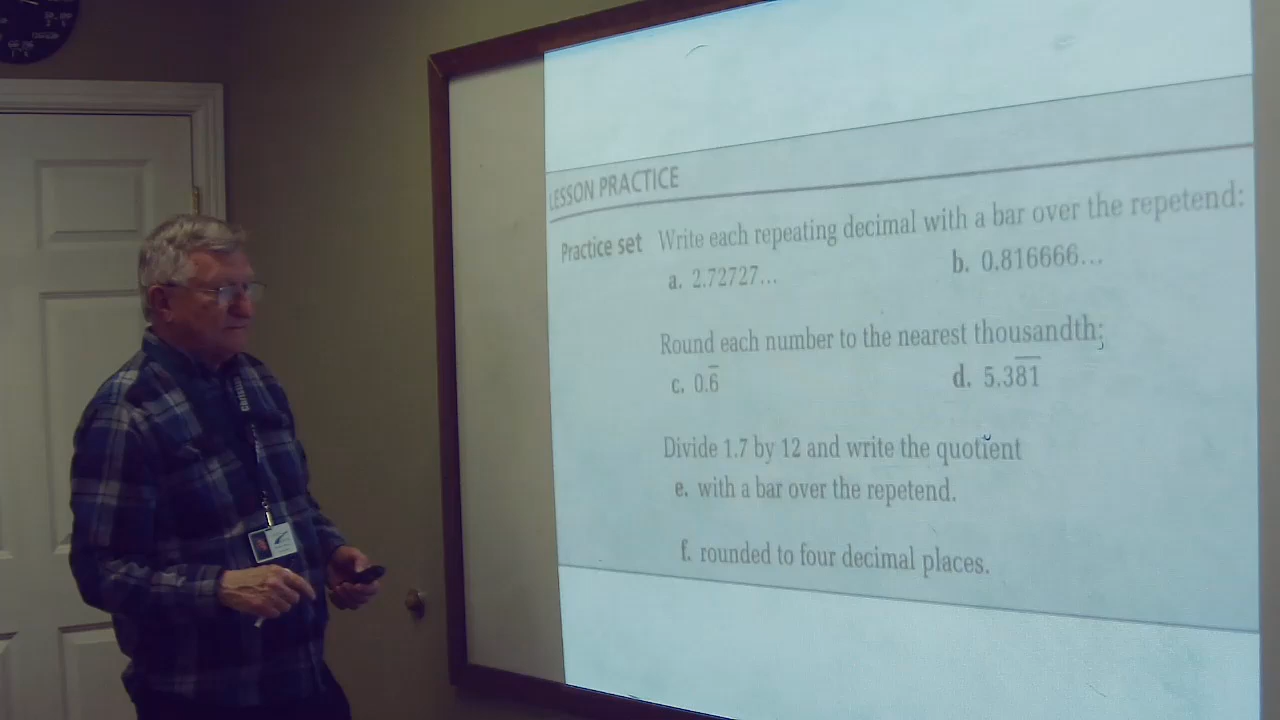 LESSON PRACTICE
Practice set Write each repeating decimal with a bar over the repetend:
a. 2.72727... b. 0.816666...
Round each number to the nearest thousandth:
c. 0.6̅ d. 5.38̅1̅
Divide 1.7 by 12 and write the quotient
e. with a bar over the repetend.
f. rounded to four decimal places.